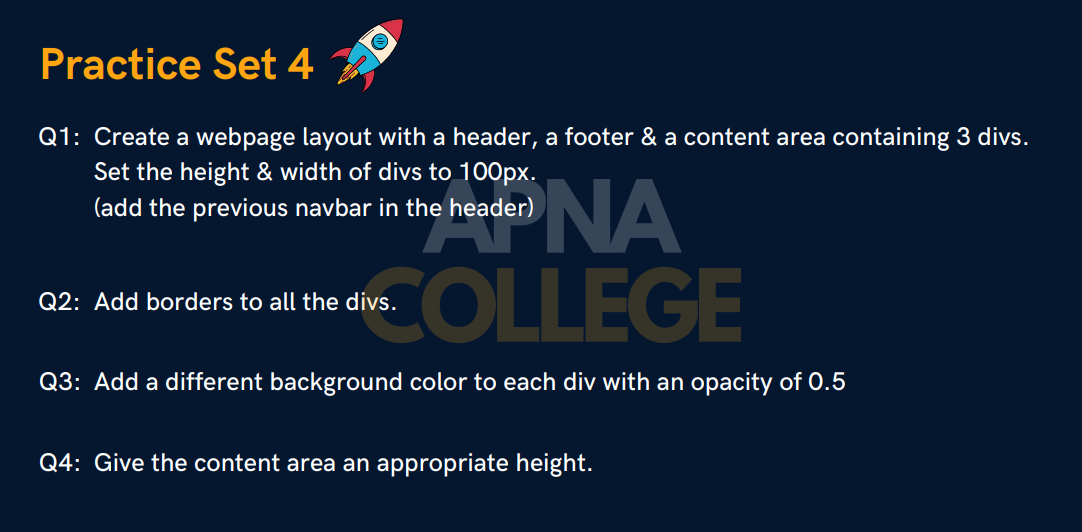 Practice Set 4
Q1: Create a webpage layout with a header, a footer & a content area containing 3 divs.
Set the height & width of divs to 100px.
(add the previous navbar in the header)
APNA
COLLEGE
Q2: Add borders to all the divs.
Q3: Add a different background color to each div with an opacity of 0.5
Q4: Give the content area an appropriate height.